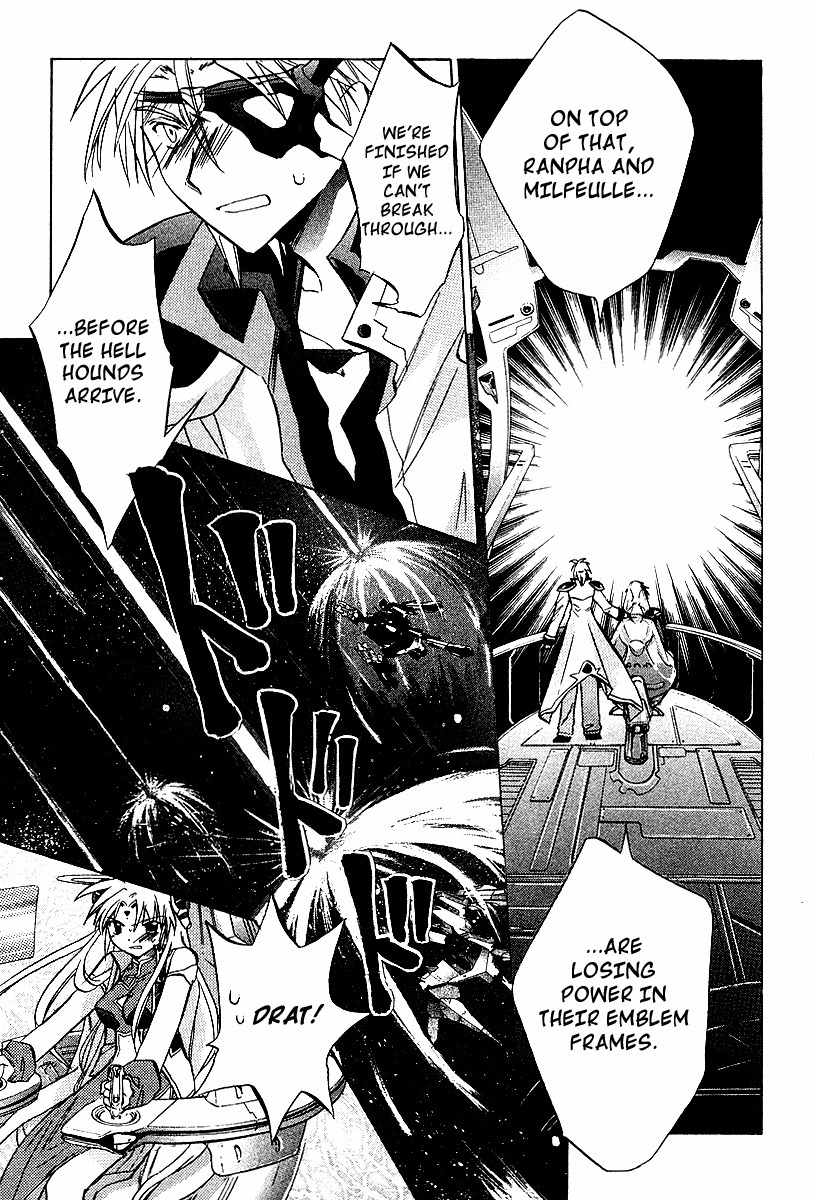 ON TOP
OF THAT,
RANPHA AND
MILFEULLE...
...ARE
LOSING
POWER IN
THEIR EMBLEM
FRAMES.
WE'RE
FINISHED
IF WE
CAN'T
BREAK
THROUGH...
...BEFORE
THE HELL
HOUNDS
ARRIVE.
ドドドド
DRAT!